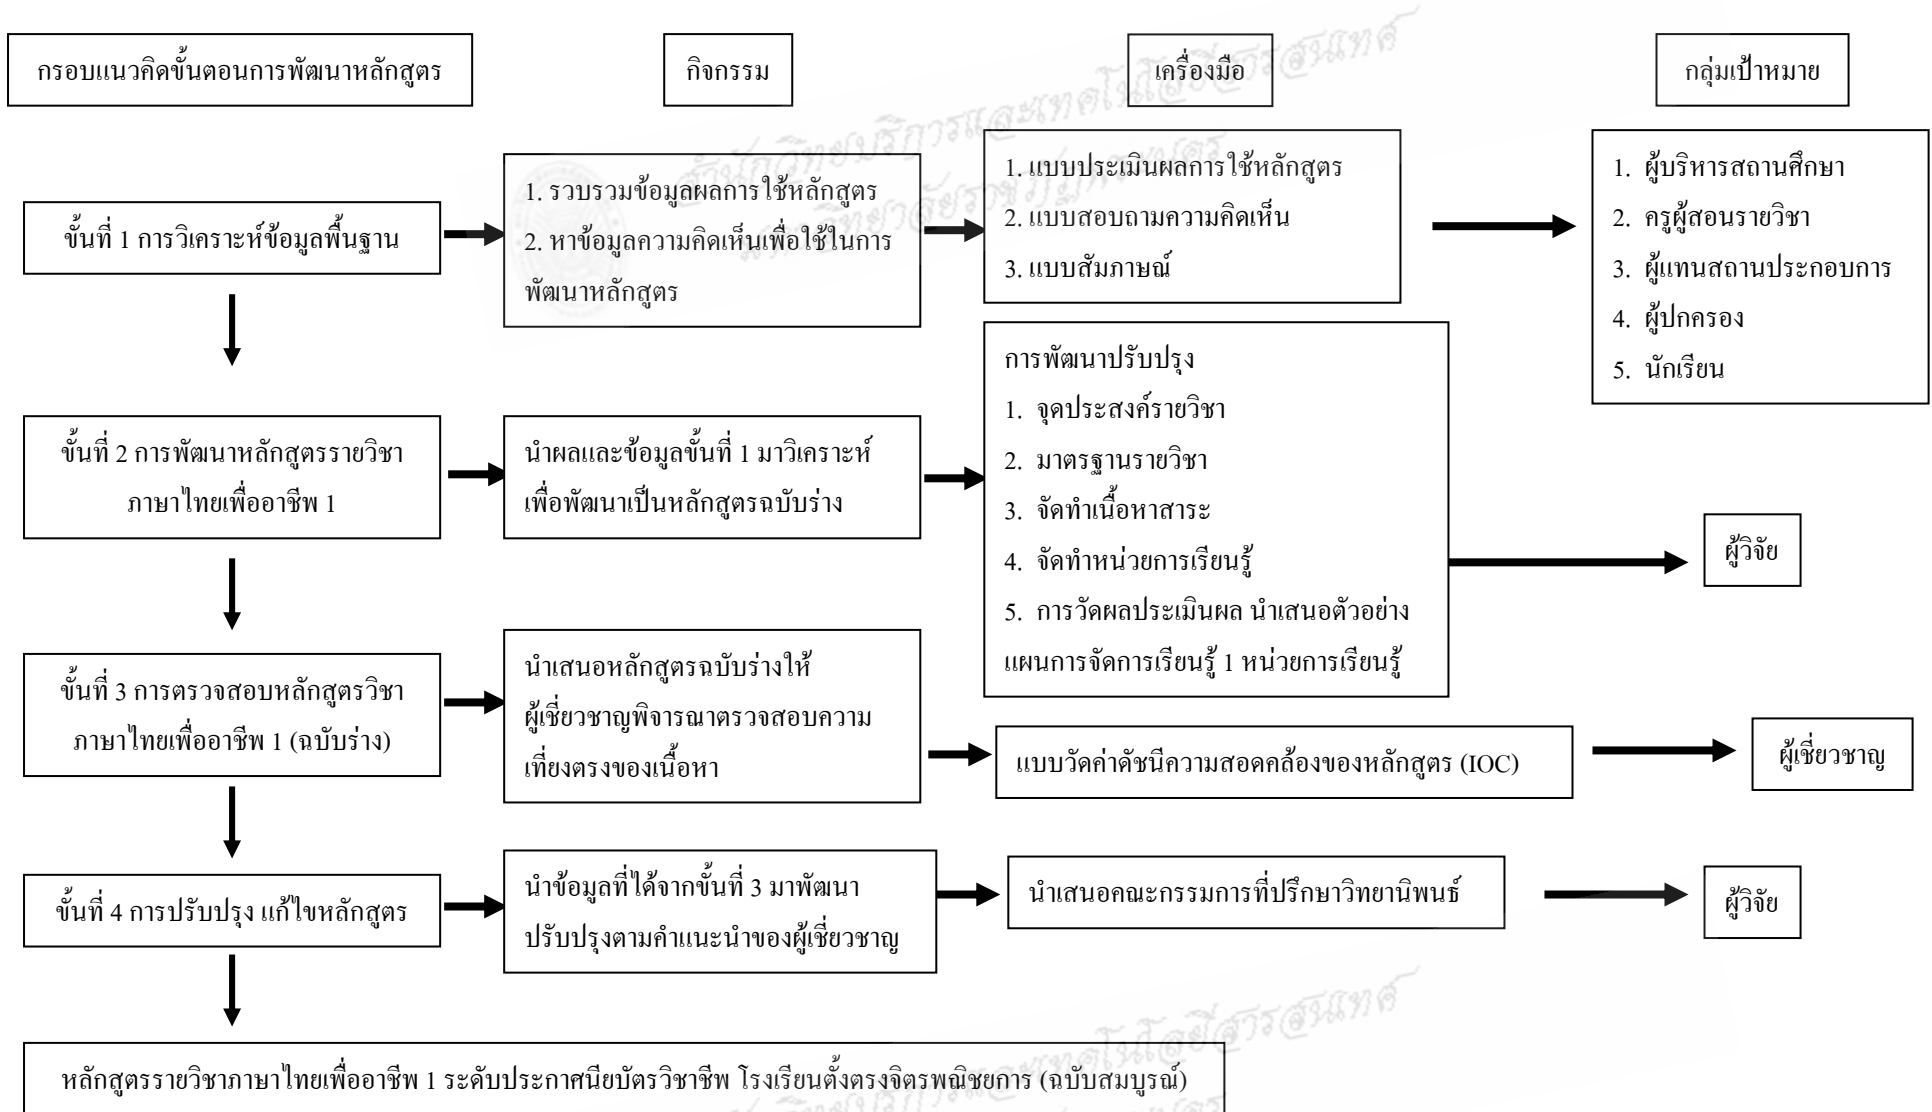 กรอบแนวคิดขั้นตอนการพัฒนาหลักสูตร
กิจกรรม
เครื่องมือ
กลุ่มเป้าหมาย
ขั้นที่ 1 การวิเคราะห์ข้อมูลพื้นฐาน
1. รวบรวมข้อมูลผลการใช้หลักสูตร
2. หาข้อมูลความคิดเห็นเพื่อใช้ในการ
พัฒนาหลักสูตร
1. แบบประเมินผลการใช้หลักสูตร
2. แบบสอบถามความคิดเห็น
3. แบบสัมภาษณ์
1. ผู้บริหารสถานศึกษา
2. ครูผู้สอนรายวิชา
3. ผู้แทนสถานประกอบการ
4. ผู้ปกครอง
5. นักเรียน
ขั้นที่ 2 การพัฒนาหลักสูตรรายวิชา
ภาษาไทยเพื่ออาชีพ 1
นำผลและข้อมูลขั้นที่ 1 มาวิเคราะห์
เพื่อพัฒนาเป็นหลักสูตรฉบับร่าง
การพัฒนาปรับปรุง
1. จุดประสงค์รายวิชา
2. มาตรฐานรายวิชา
3. จัดทำเนื้อหาสาระ
4. จัดทำหน่วยการเรียนรู้
5. การวัดผลประเมินผล นำเสนอตัวอย่าง
แผนการจัดการเรียนรู้ 1 หน่วยการเรียนรู้
ผู้วิจัย
ขั้นที่ 3 การตรวจสอบหลักสูตรวิชา
ภาษาไทยเพื่ออาชีพ 1 (ฉบับร่าง)
นำเสนอหลักสูตรฉบับร่างให้
ผู้เชี่ยวชาญพิจารณาตรวจสอบความ
เที่ยงตรงของเนื้อหา
แบบวัดค่าดัชนีความสอดคล้องของหลักสูตร (IOC)
ผู้เชี่ยวชาญ
ขั้นที่ 4 การปรับปรุง แก้ไขหลักสูตร
นำข้อมูลที่ได้จากขั้นที่ 3 มาพัฒนา
ปรับปรุงตามคำแนะนำของผู้เชี่ยวชาญ
นำเสนอคณะกรรมการที่ปรึกษาวิทยานิพนธ์
ผู้วิจัย
หลักสูตรรายวิชาภาษาไทยเพื่ออาชีพ 1 ระดับประกาศนียบัตรวิชาชีพ โรงเรียนตั้งตรงจิตรพณิชยการ (ฉบับสมบูรณ์)